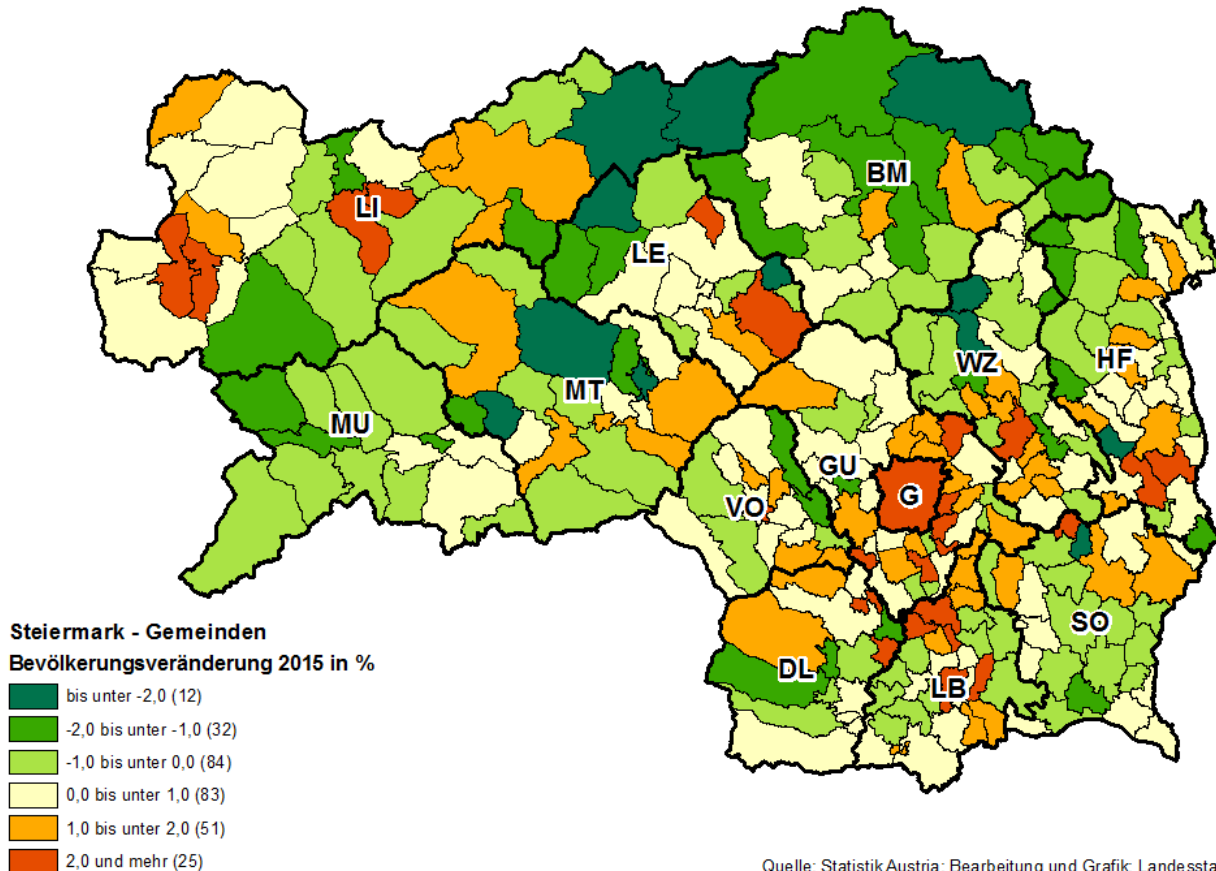 BM
LI
LE
WZ
HF
MT
MU
GU
G
VO
SO
DL
LB
Steiermark - Gemeinden
Bevölkerungsveränderung 2015 in %
bis unter -2,0 (12)
-2,0 bis unter -1,0 (32)
-1,0 bis unter 0,0 (84)
0,0 bis unter 1,0 (83)
1,0 bis unter 2,0 (51)
2,0 und mehr (25)
Quelle: Statistik Austria; Bearbeitung und Grafik: Landessta